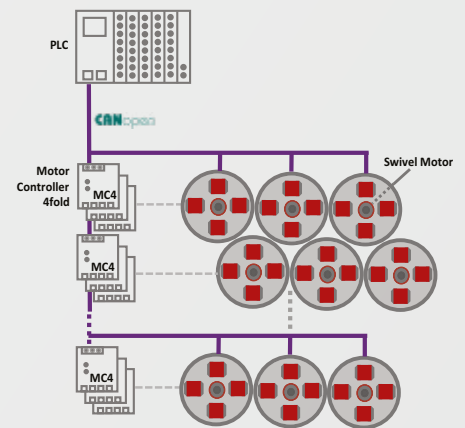 PLC
CANopen
Motor
Controller
4fold
Swivel Motor
MC4
MC4
MC4